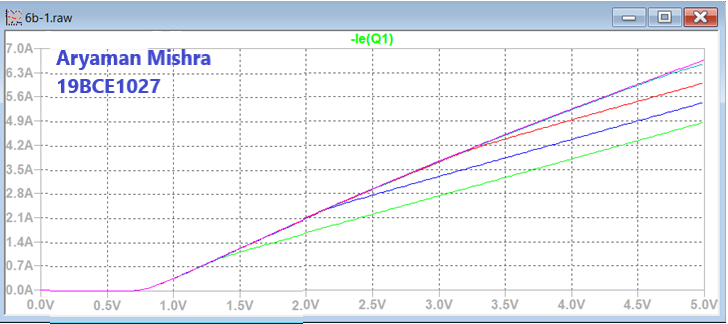 6b-1.raw
-Ie(Q1)
Aryaman Mishra
19BCE1027
7.0A
6.3A
5.6A
4.9A
4.2A
3.5A
2.8A
2.1A
1.4A
0.7A
0.0A
0.0V 0.5V 1.0V 1.5V 2.0V 2.5V 3.0V 3.5V 4.0V 4.5V 5.0V